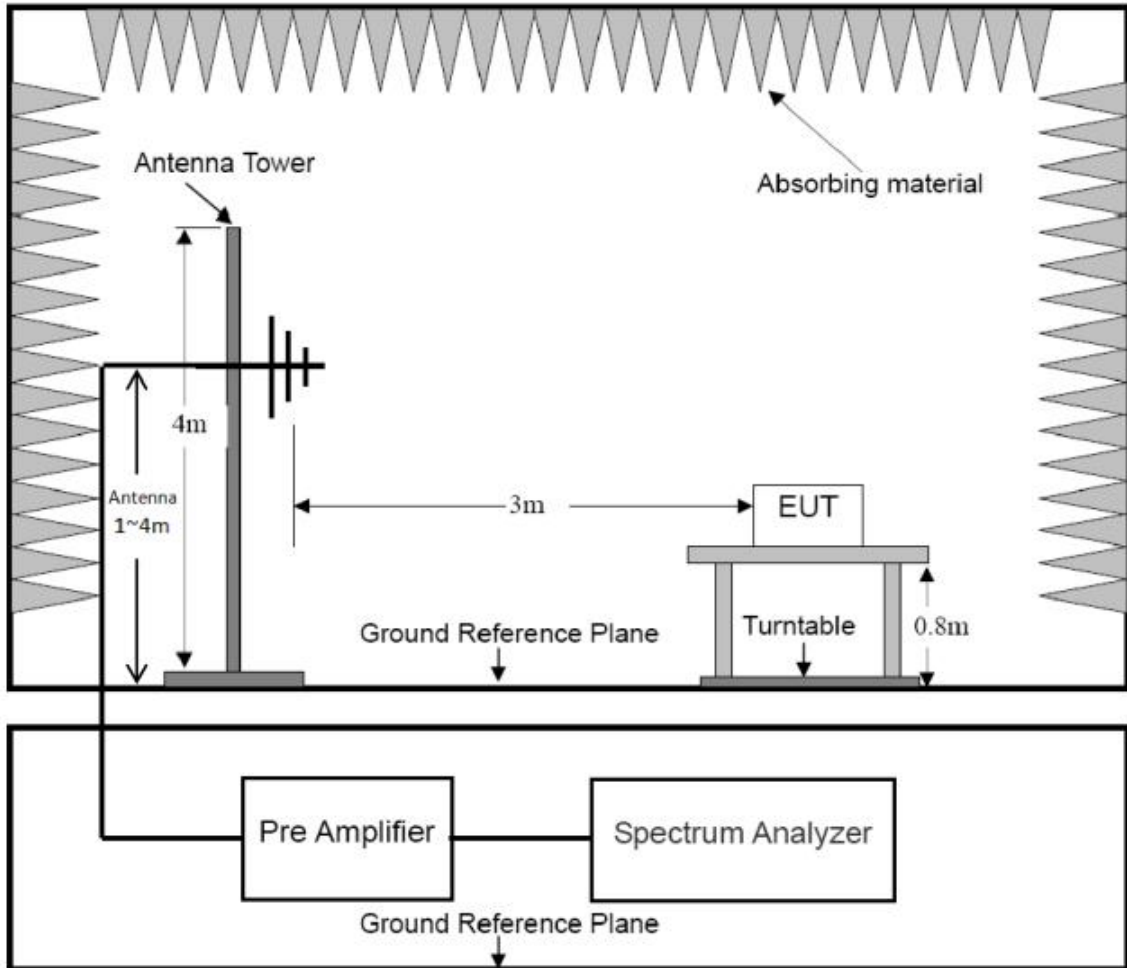 Antenna Tower
Absorbing material
4m
Antenna
1~4m
3m
EUT
Ground Reference Plane
Turntable
0.8m
Pre Amplifier
Spectrum Analyzer
Ground Reference Plane